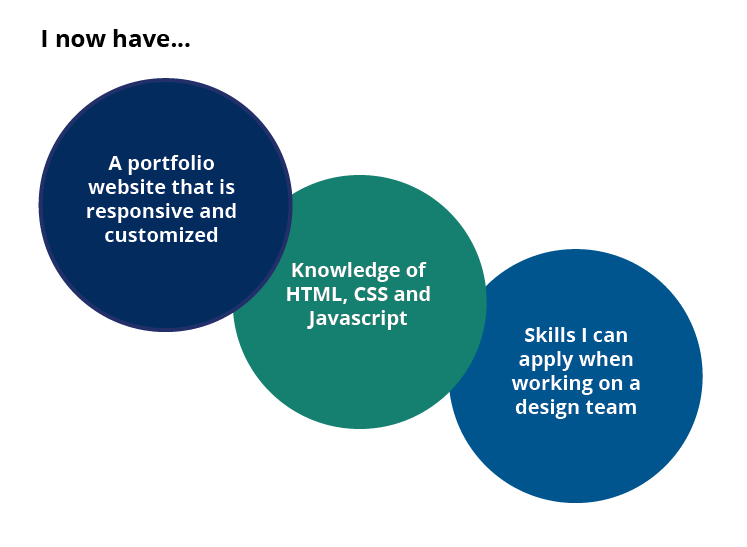 I now have...
A portfolio
website that is
responsive and
customized
Knowledge of
HTML, CSS and
Javascript
Skills I can
apply when
working on a
design team